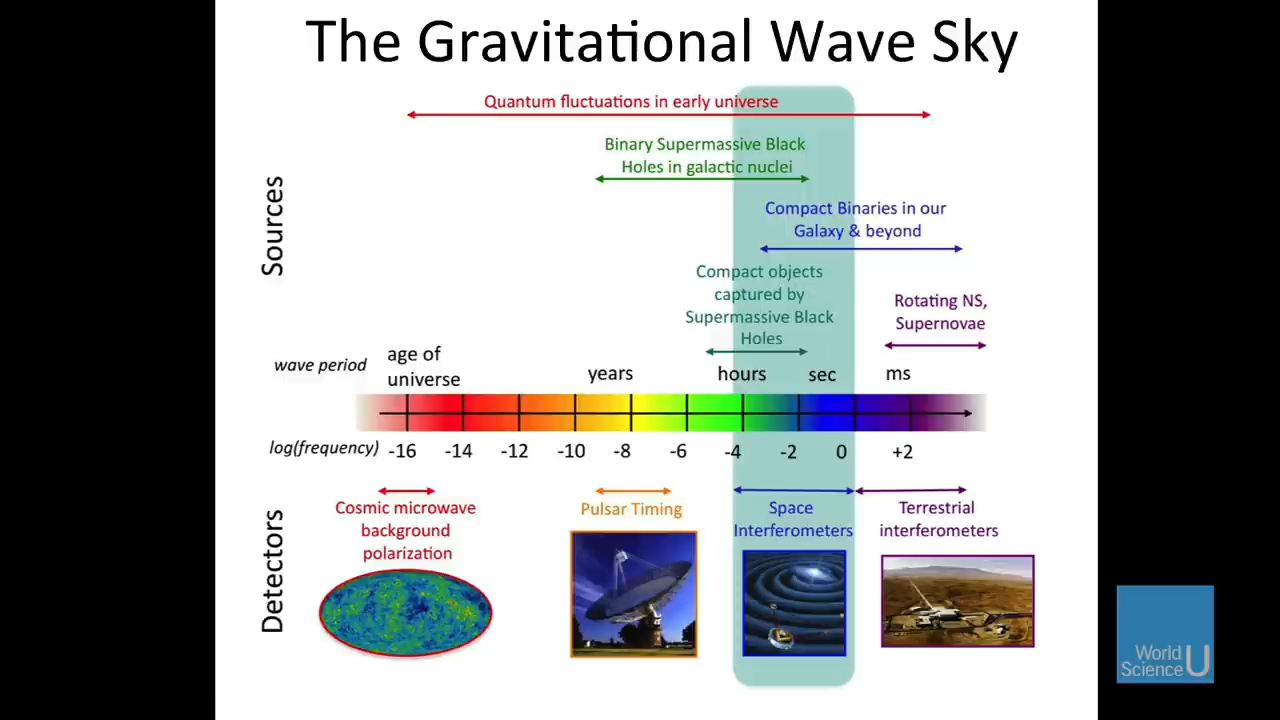 The Gravitational Wave Sky
Quantum fluctuations in early universe
Binary Supermassive Black
Holes in galactic nuclei
Sources
Compact Binaries in our
Galaxy & beyond
Compact objects
captured by
Supermassive Black
Holes
Rotating NS,
Supernovae
wave period
age of
universe
years
hours
sec
ms
log(frequency)
-16
-14
-12
-10
-8
-6
-4
-2
0
+2
Detectors
Cosmic microwave
background
polarization
Pulsar Timing
Space
Interferometers
Terrestrial
interferometers
World
Science U